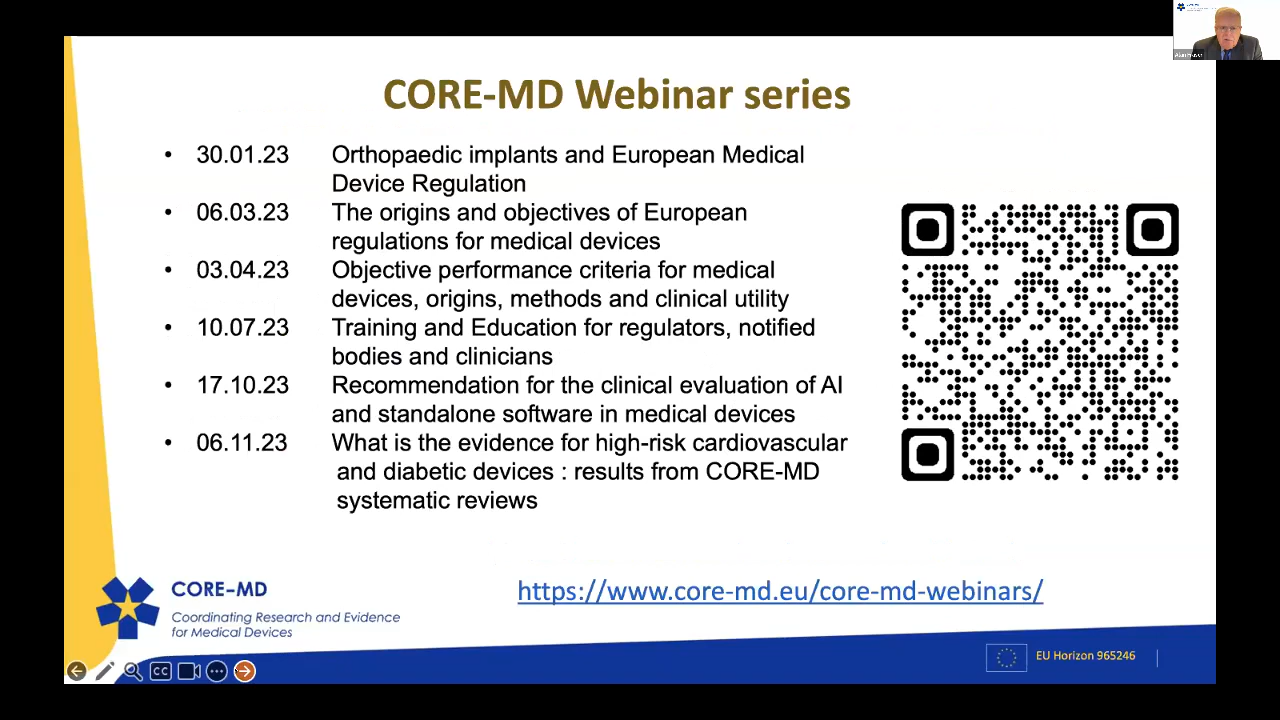 CORE-MD Webinar series
• 30.01.23 Orthopaedic implants and European Medical
Device Regulation
• 06.03.23 The origins and objectives of European
regulations for medical devices
• 03.04.23 Objective performance criteria for medical
devices, origins, methods and clinical utility
• 10.07.23 Training and Education for regulators, notified
bodies and clinicians
• 17.10.23 Recommendation for the clinical evaluation of AI
and standalone software in medical devices
• 06.11.23 What is the evidence for high-risk cardiovascular
and diabetic devices : results from CORE-MD
systematic reviews
https://www.core-md.eu/core-md-webinars/
CORE–MD
Coordinating Research and Evidence
for Medical Devices
EU Horizon 965246
CC